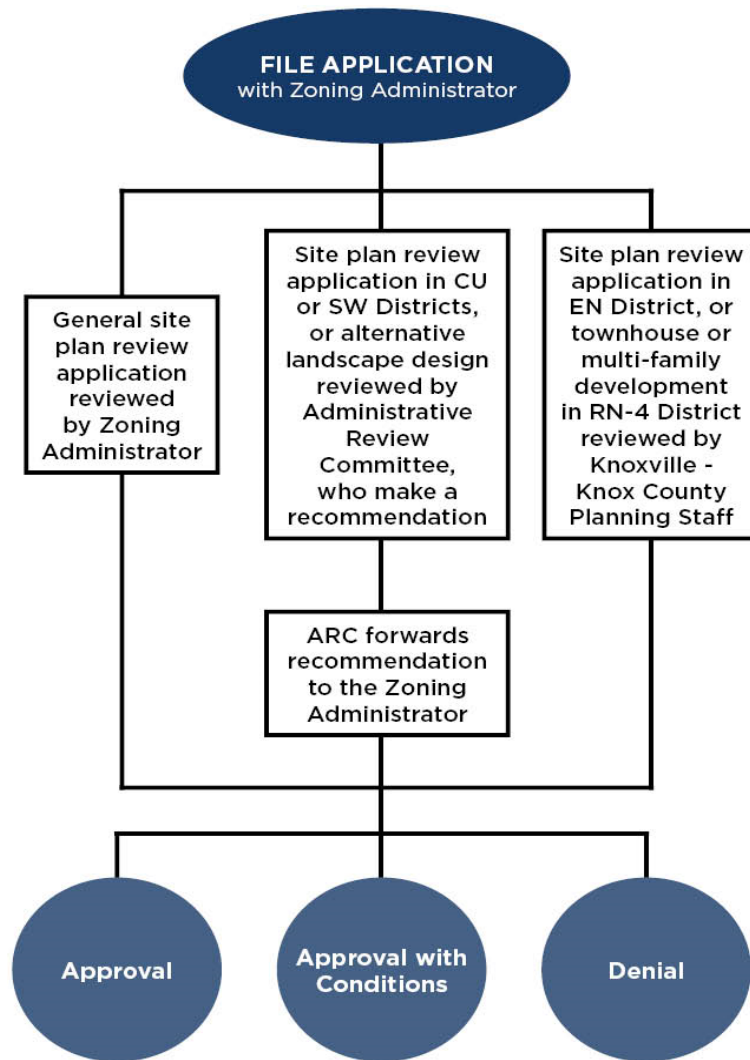 FILE APPLICATION
with Zoning Administrator
General site
plan review
application
reviewed
by Zoning
Administrator
Site plan review
application in CU
or SW Districts,
or alternative
landscape design
reviewed by
Administrative
Review
Committee,
who make a
recommendation
Site plan review
application in
EN District, or
townhouse or
multi-family
development
in RN-4 District
reviewed by
Knoxville -
Knox County
Planning Staff
ARC forwards
recommendation
to the Zoning
Administrator
Approval
Approval with
Conditions
Denial